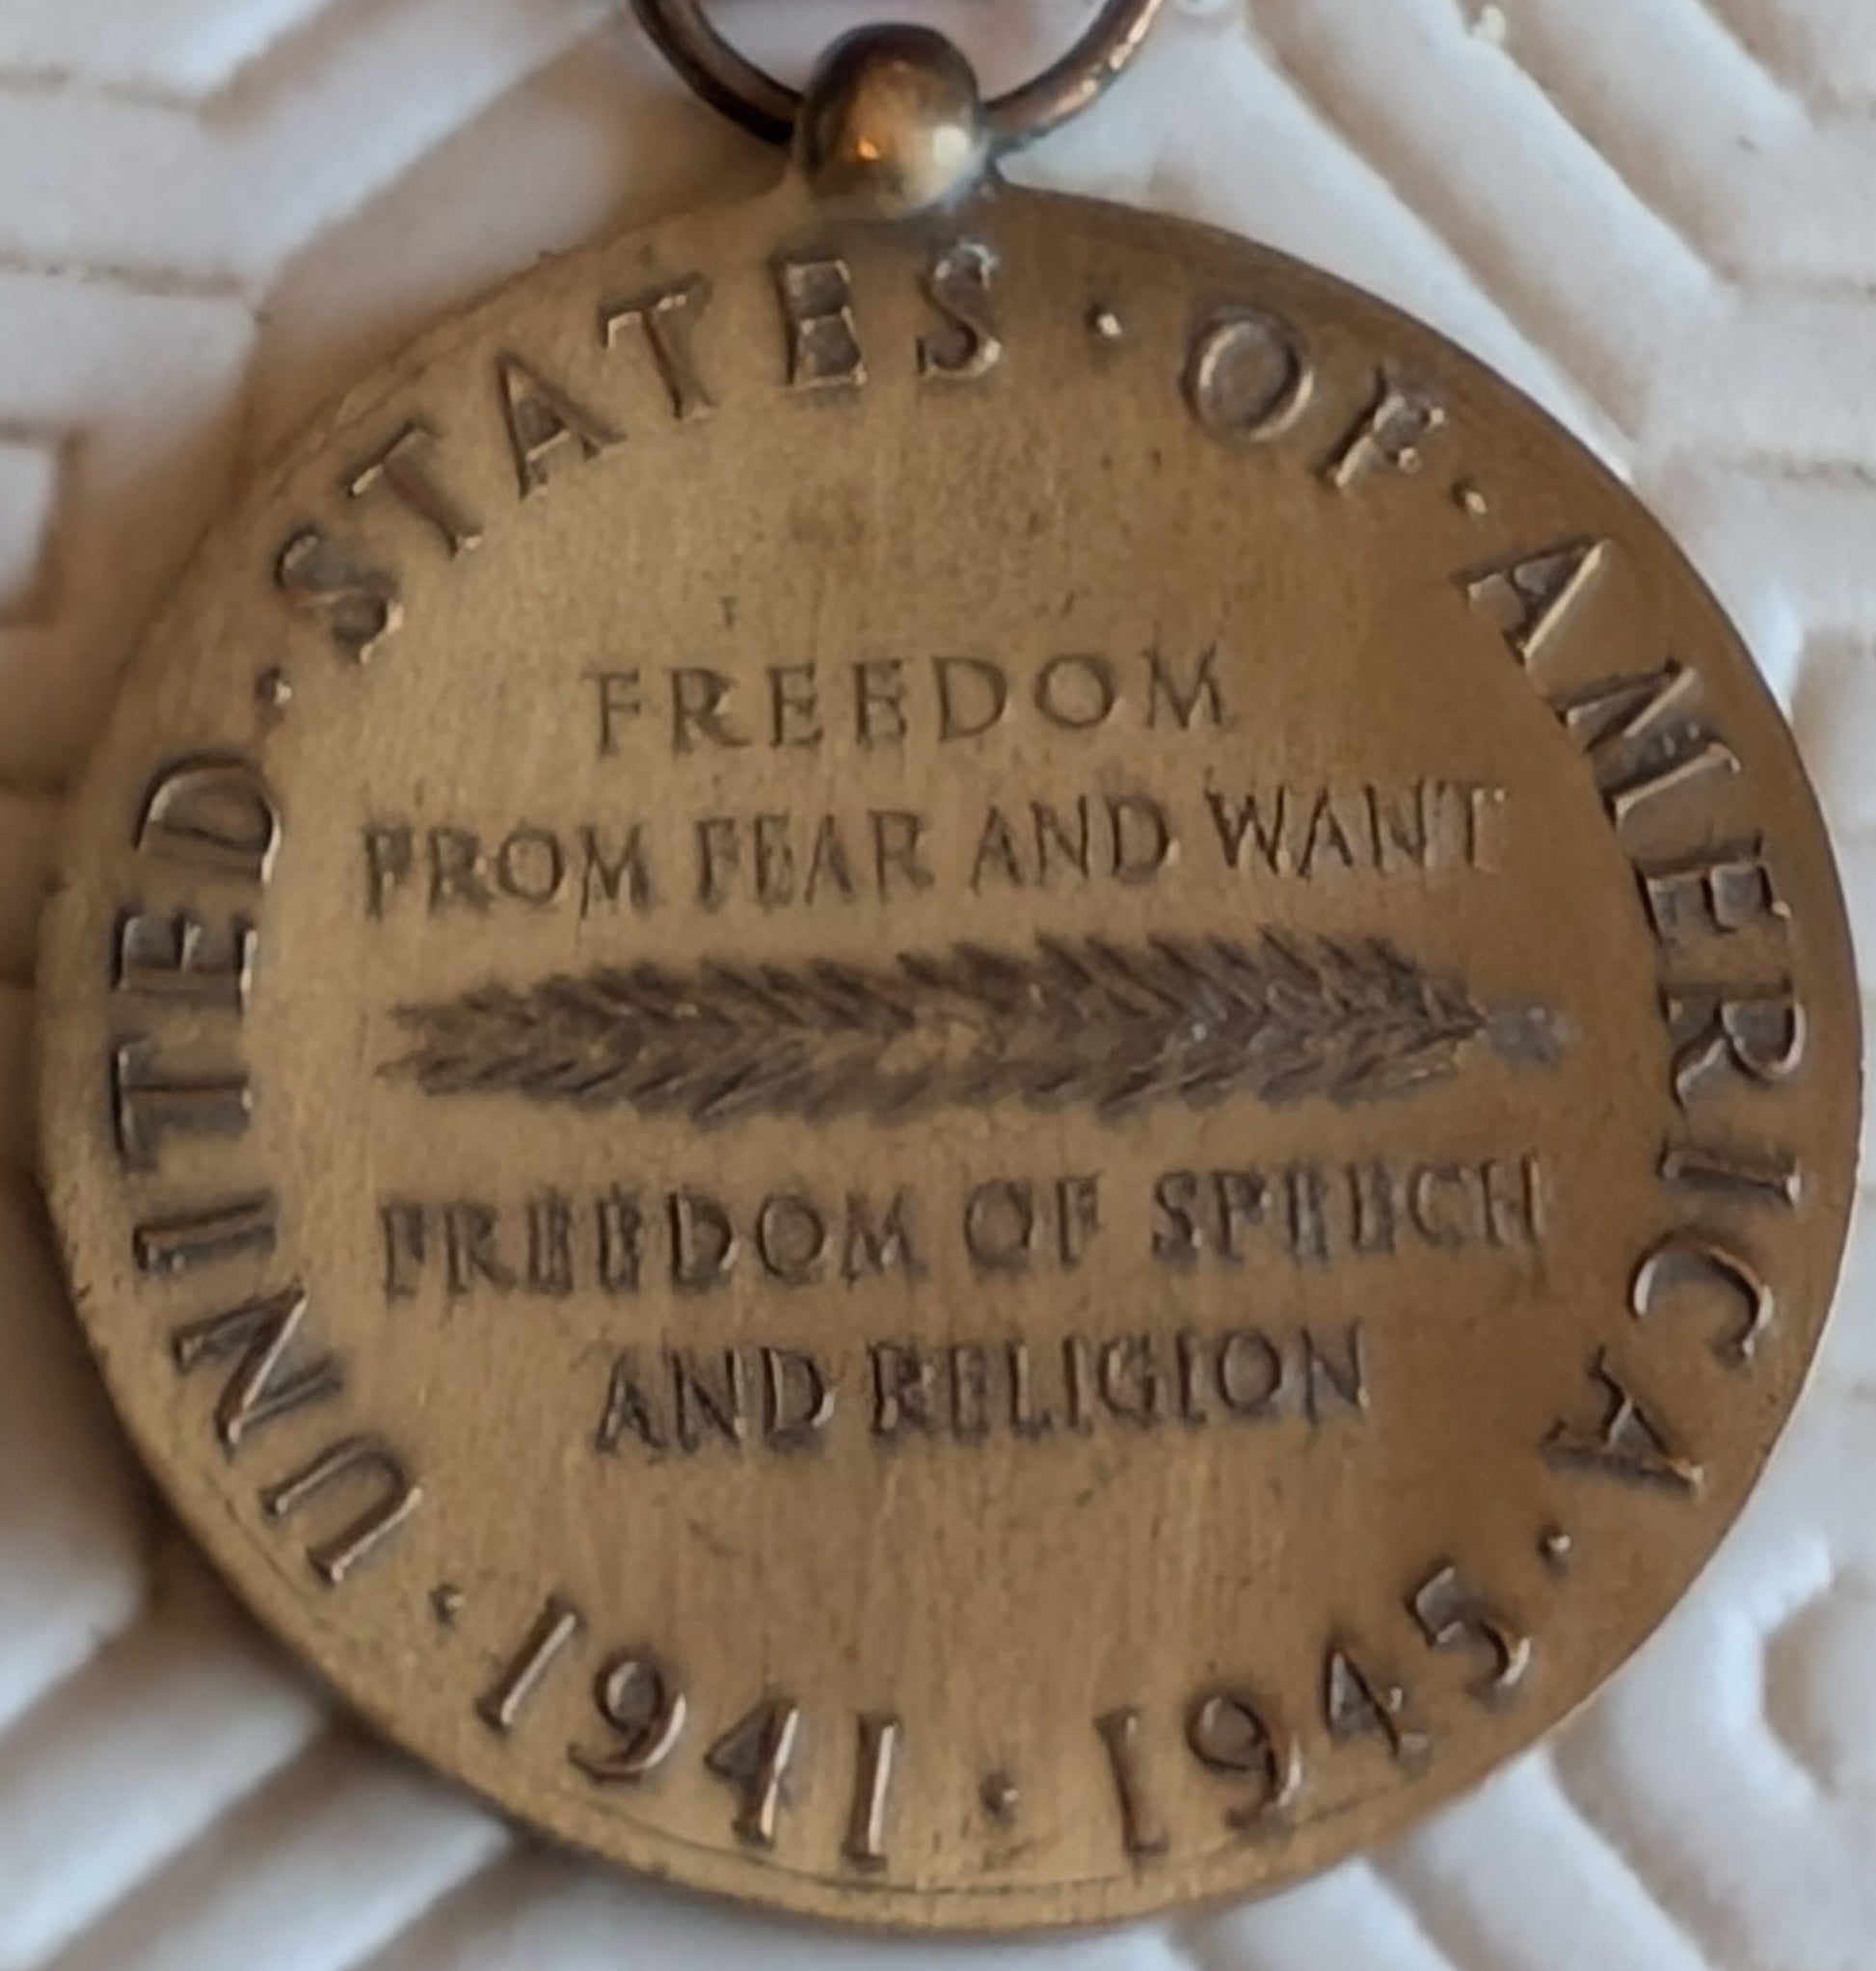 UNITED · STATES · OF · AMERICA ·
FREEDOM
FROM FEAR AND WANT
FREEDOM OF SPEECH
AND RELIGION
· 1941 · 1945